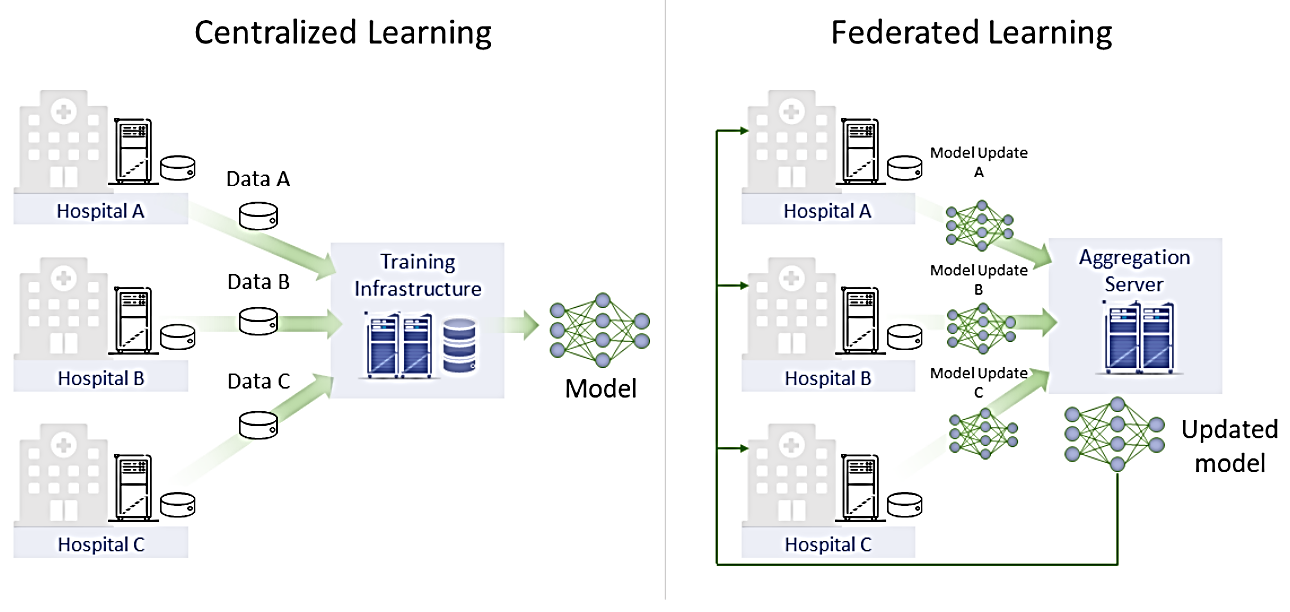 Centralized Learning
Hospital A
Data A
Hospital B
Data B
Hospital C
Data C
Training
Infrastructure
Model
Federated Learning
Hospital A
Model Update
A
Hospital B
Model Update
B
Hospital C
Model Update
C
Aggregation
Server
Updated
model